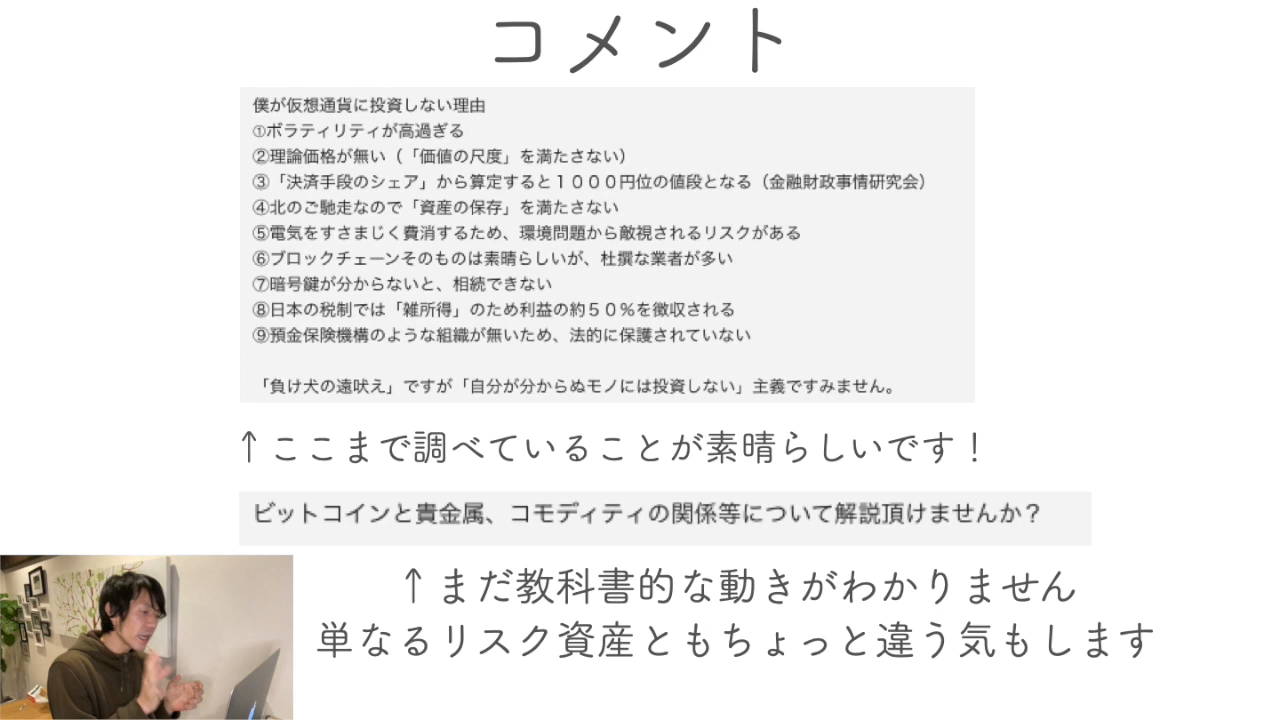 コメント
僕が仮想通貨に投資しない理由
①ボラティリティが高過ぎる
②理論価格が無い（「価値の尺度」を満たさない）
③「決済手段のシェア」から算定すると１０００円位の値段となる（金融財政事情研究会）
④北のご馳走なので「資産の保存」を満たさない
⑤電気をすさまじく費消するため、環境問題から敵視されるリスクがある
⑥ブロックチェーンそのものは素晴らしいが、杜撰な業者が多い
⑦暗号鍵が分からないと、相続できない
⑧日本の税制では「雑所得」のため利益の約５０％を徴収される
⑨預金保険機構のような組織が無いため、法的に保護されていない
「負け犬の遠吠え」ですが「自分が分からぬモノには投資しない」主義ですみません。
↑ここまで調べていることが素晴らしいです！
ビットコインと貴金属、コモディティの関係等について解説頂けませんか？
↑まだ教科書的な動きがわかりません
単なるリスク資産ともちょっと違う気もします